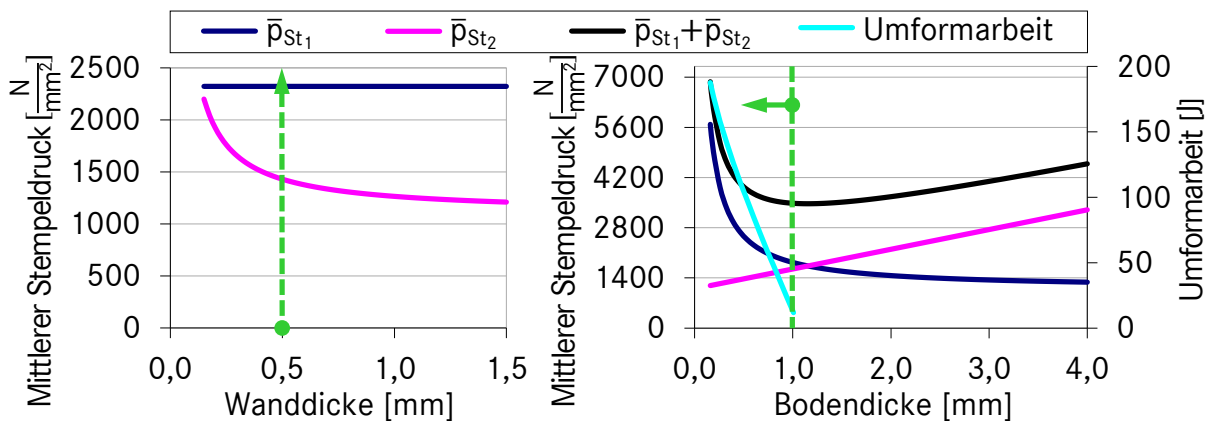 p̅St1 p̅St2 p̅St1+p̅St2 Umformarbeit
Mittlerer Stempeldruck [N/mm²]
2500
2000
1500
1000
500
0
0,0 0,5 1,0 1,5
Wanddicke [mm]
Mittlerer Stempeldruck [N/mm²]
7000
5600
4200
2800
1400
0
0,0 1,0 2,0 3,0 4,0
Bodendicke [mm]
200
150
100
50
0
Umformarbeit [J]